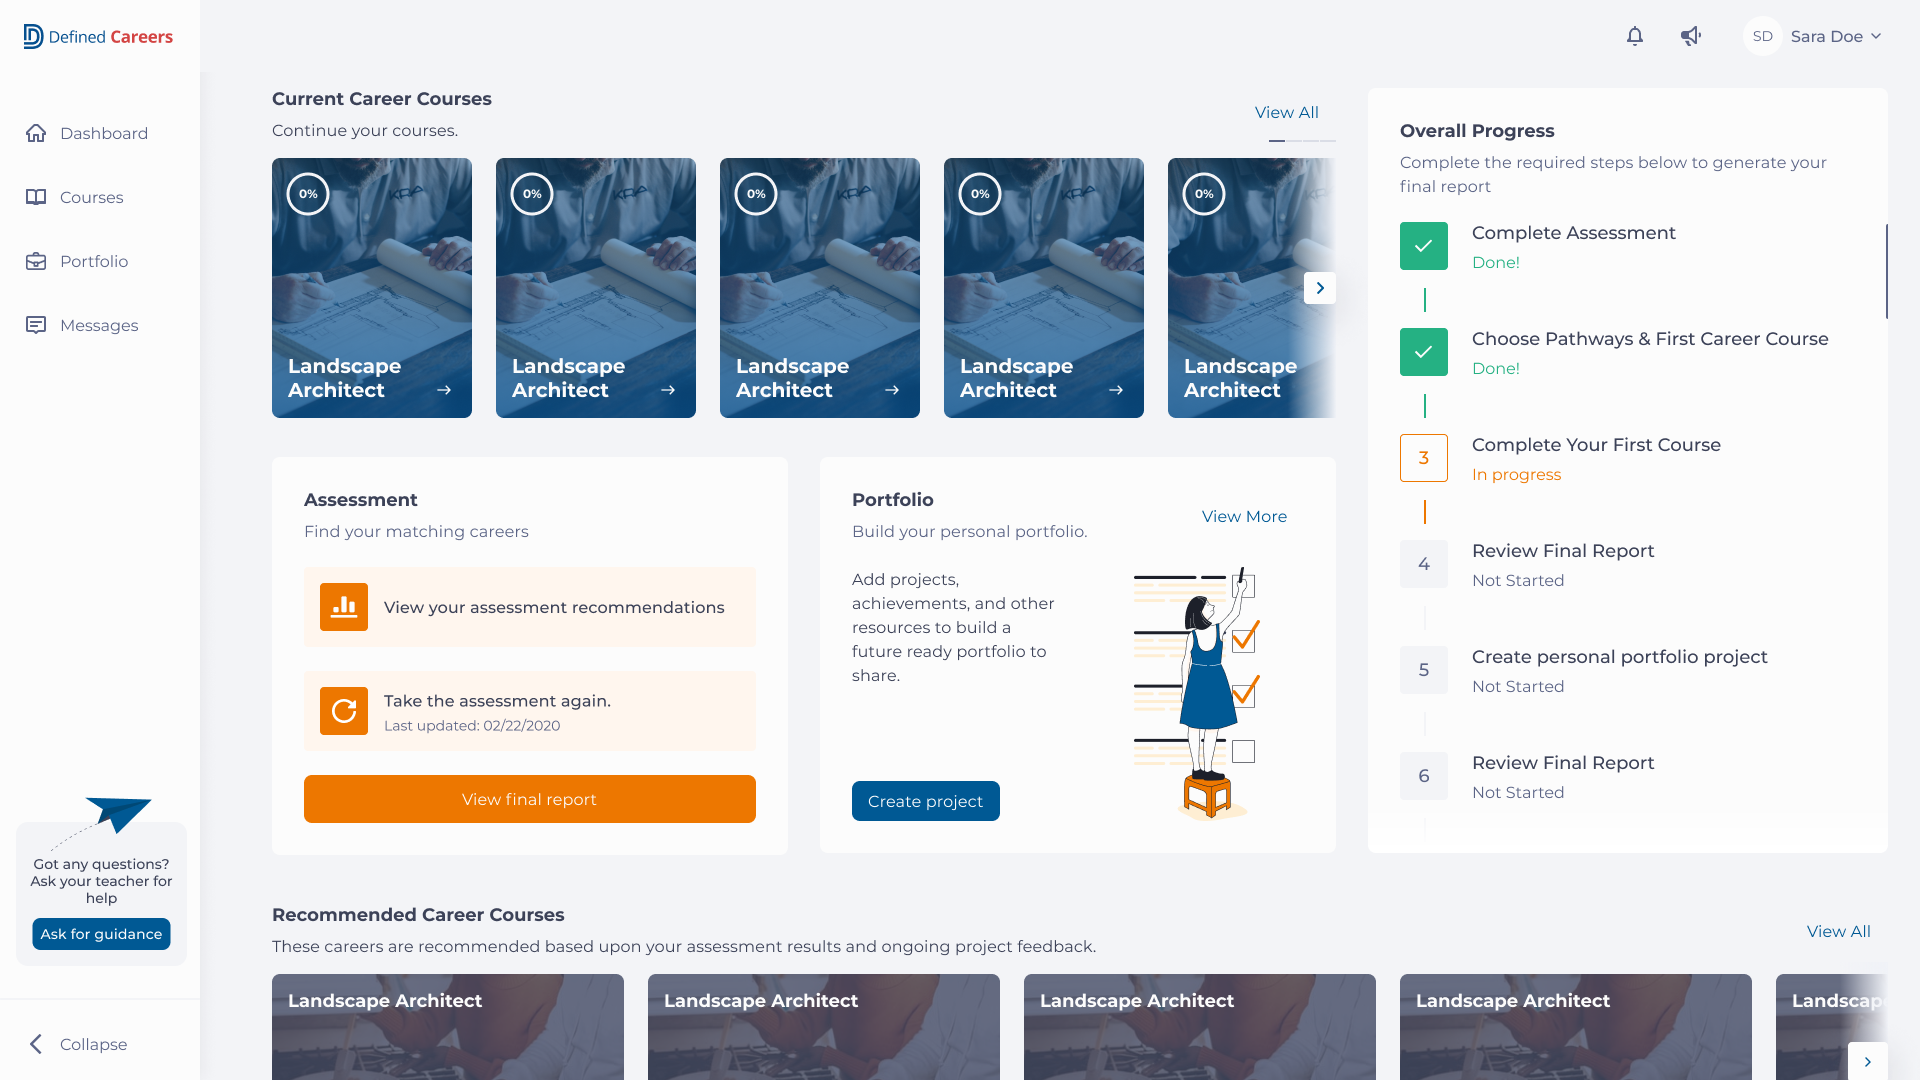 Defined Careers
SD
Sara Doe
Dashboard
Courses
Portfolio
Messages
Got any questions?
Ask your teacher for
help
Ask for guidance
Collapse
Current Career Courses
Continue your courses.
View All
0%
KRA
Landscape
Architect
0%
KRA
Landscape
Architect
0%
KRA
Landscape
Architect
0%
KRA
Landscape
Architect
0%
Landscape
Architect
Assessment
Find your matching careers
View your assessment recommendations
Take the assessment again.
Last updated: 02/22/2020
View final report
Portfolio
Build your personal portfolio.
View More
Add projects,
achievements, and other
resources to build a
future ready portfolio to
share.
Create project
Overall Progress
Complete the required steps below to generate your
final report
Complete Assessment
Done!
Choose Pathways & First Career Course
Done!
3
Complete Your First Course
In progress
4
Review Final Report
Not Started
5
Create personal portfolio project
Not Started
6
Review Final Report
Not Started
Recommended Career Courses
These careers are recommended based upon your assessment results and ongoing project feedback.
View All
Landscape Architect
Landscape Architect
Landscape Architect
Landscape Architect
Landscape